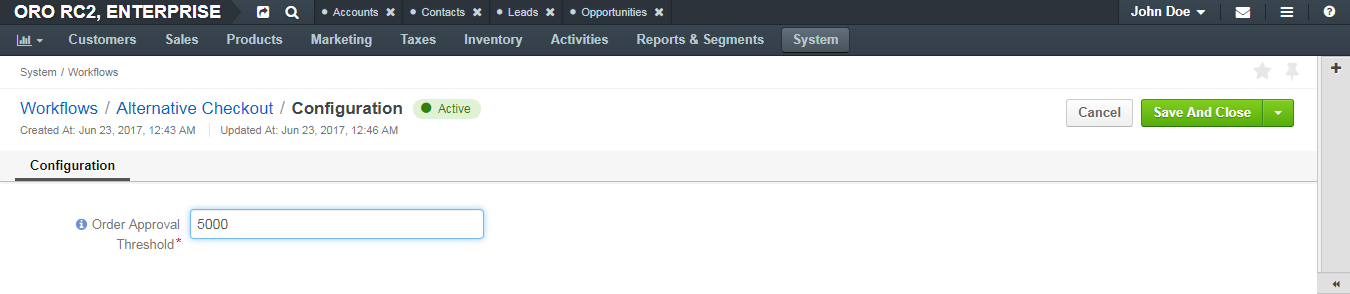 ORO RC2, ENTERPRISE
Accounts
Contacts
Leads
Opportunities
John Doe
Customers
Sales
Products
Marketing
Taxes
Inventory
Activities
Reports & Segments
System
System / Workflows
Workflows / Alternative Checkout / Configuration
Active
Created At: Jun 23, 2017, 12:43 AM
Updated At: Jun 23, 2017, 12:46 AM
Cancel
Save And Close
Configuration
Order Approval
Threshold*
5000